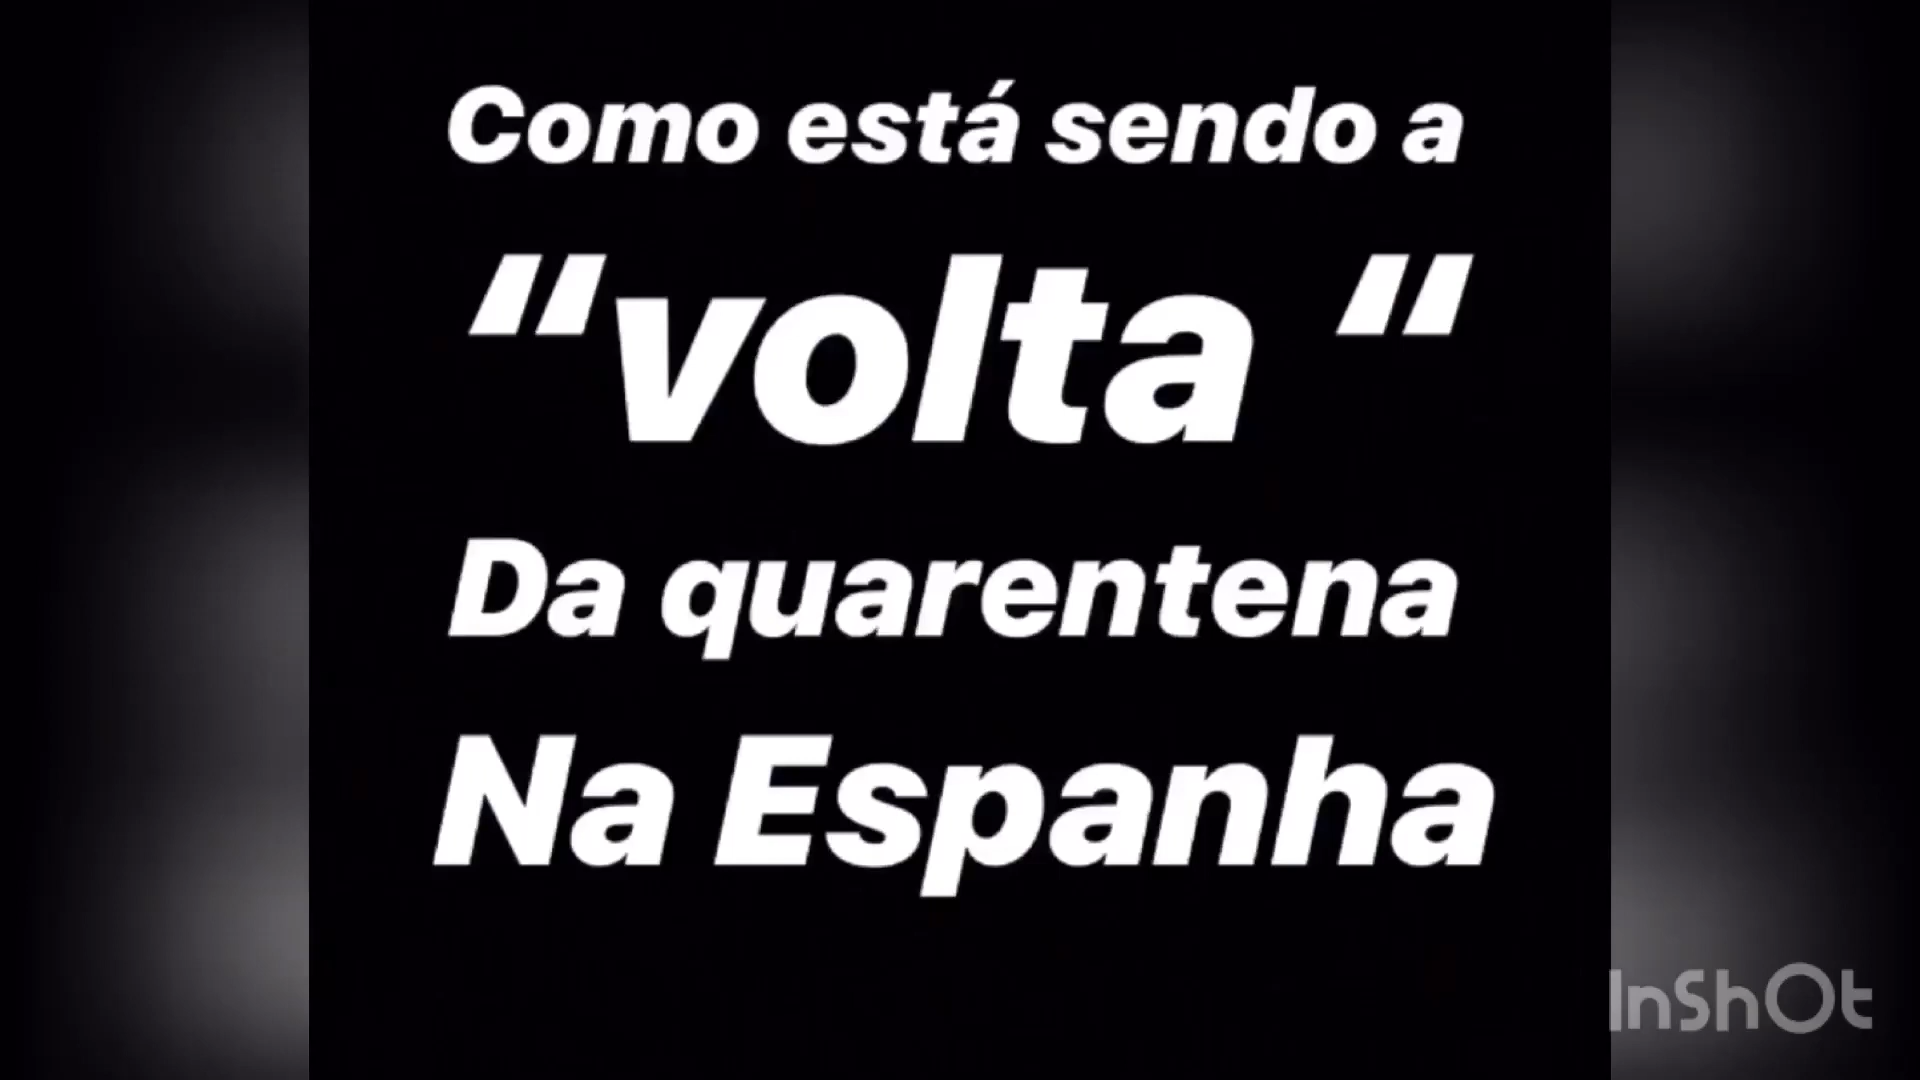 Como está sendo a
“volta “
Da quarentena
Na Espanha
InShOt